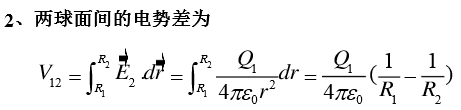 2、两球面间的电势差为
V₁₂ = ∫_{R₁}^{R₂} E⃗₂ .dr⃗ = ∫_{R₁}^{R₂} Q₁/(4πε₀r²) dr = Q₁/(4πε₀) (1/R₁ − 1/R₂)